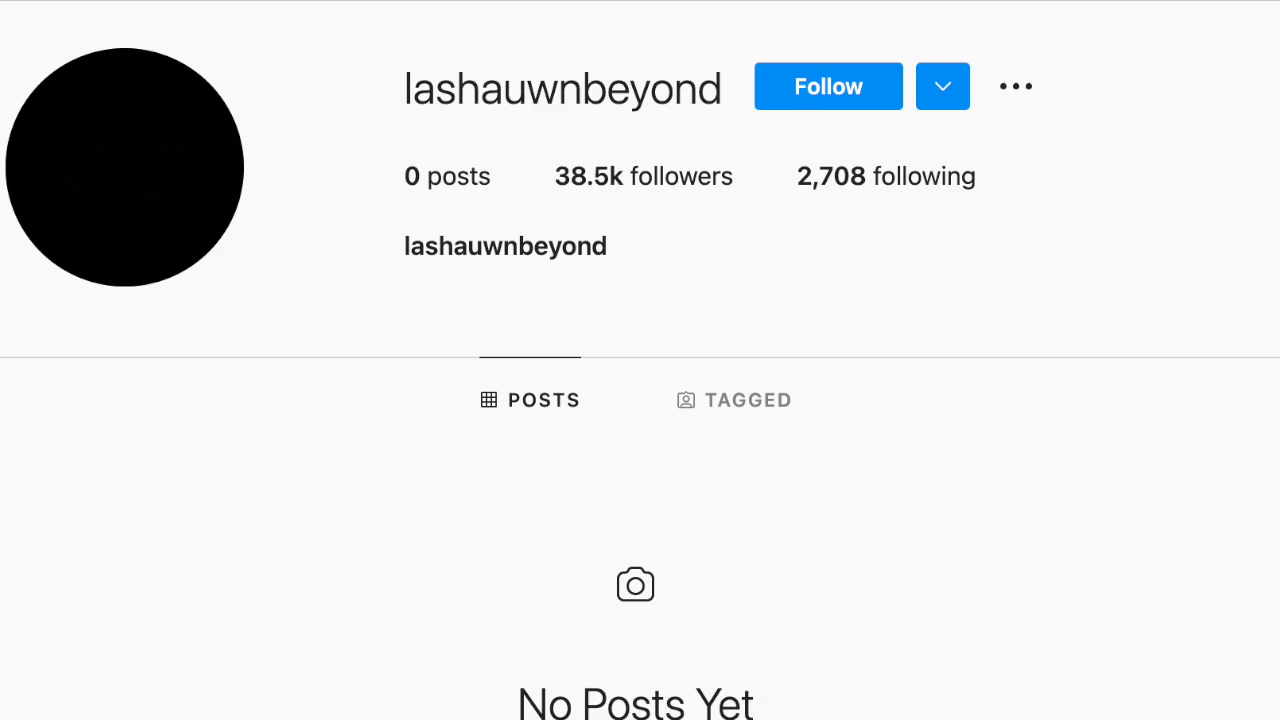 lashauwnbeyond Follow
0 posts 38.5k followers 2,708 following
lashauwnbeyond
POSTS TAGGED
No Posts Yet